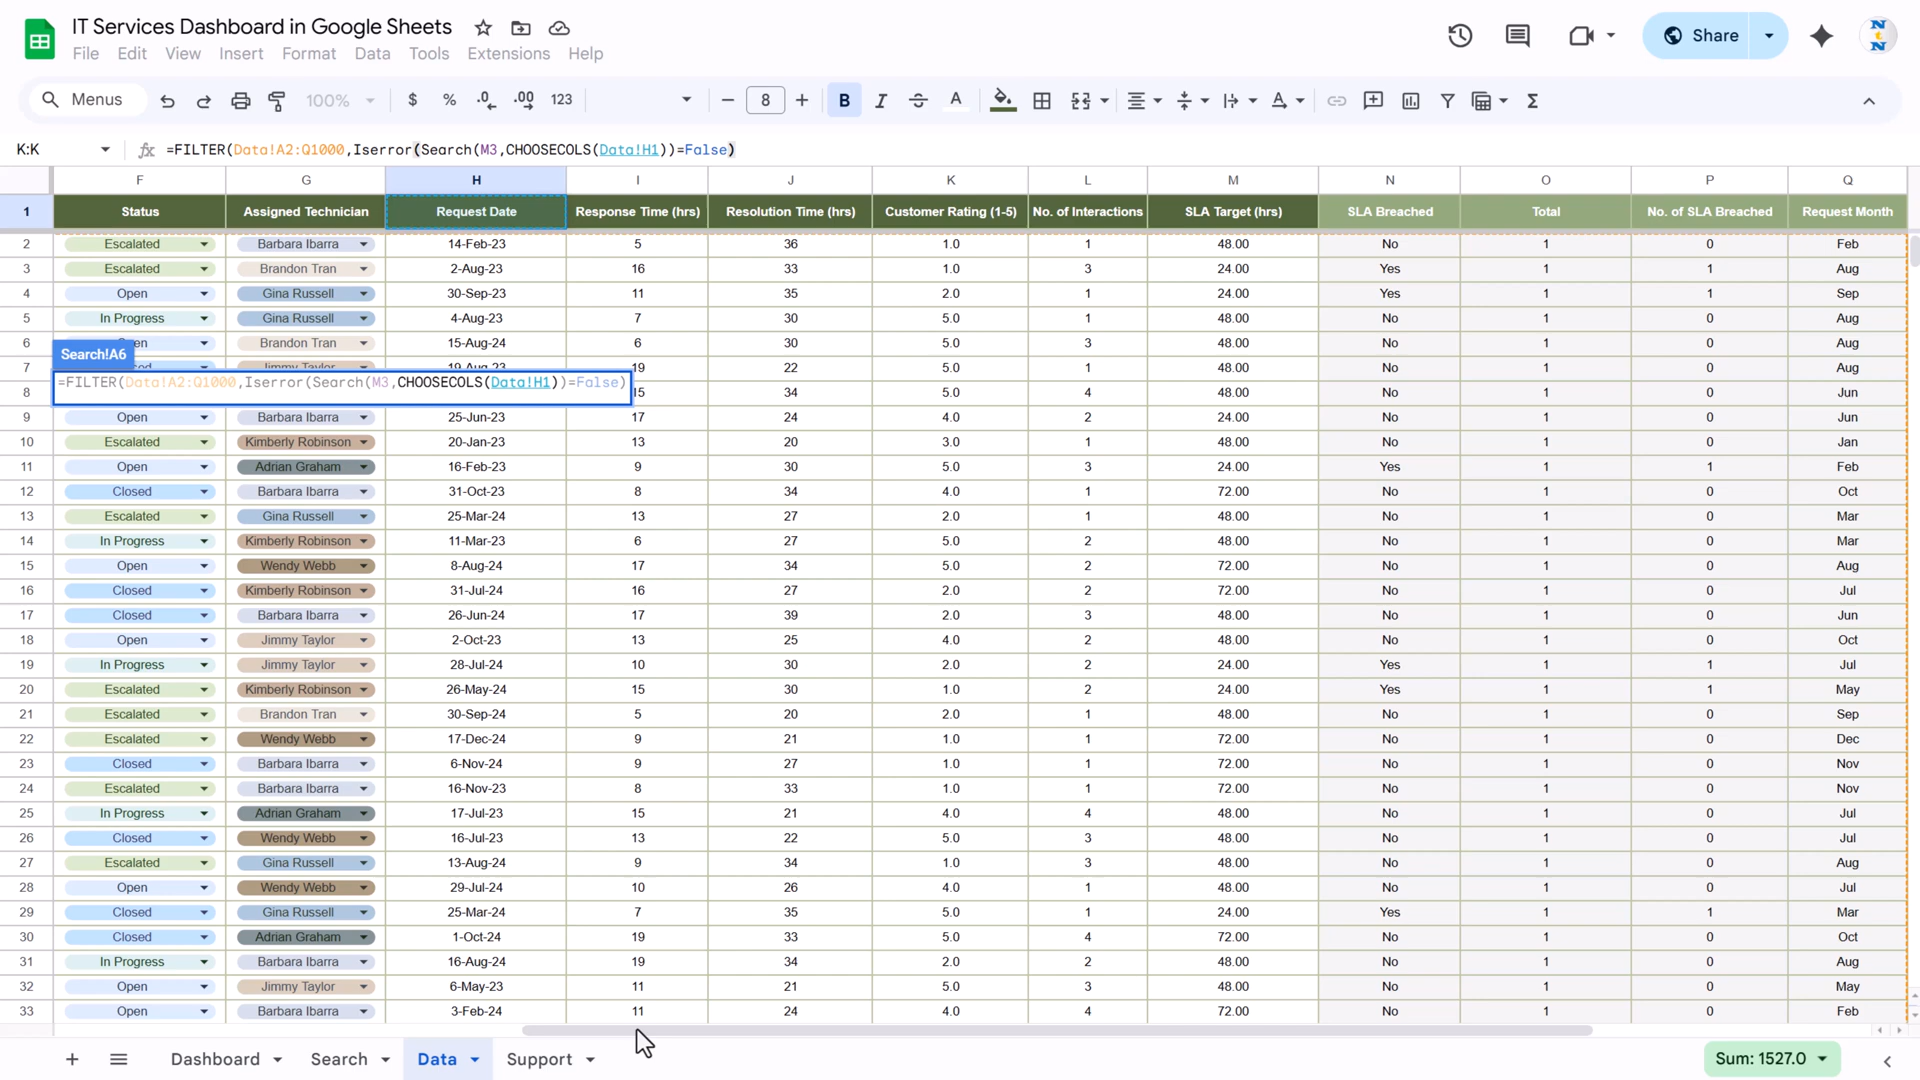 IT Services Dashboard in Google Sheets
File Edit View Insert Format Data Tools Extensions Help
Share
Menus 100% $ % .0 .00 123 8 B I A
K:K =FILTER(Data!A2:Q1000,Iserror(Search(M3,CHOOSECOLS(Data!H1))=False)
F G H I J K L M N O P Q
1 Status Assigned Technician Request Date Response Time (hrs) Resolution Time (hrs) Customer Rating (1-5) No. of Interactions SLA Target (hrs) SLA Breached Total No. of SLA Breached Request Month
2 Escalated Barbara Ibarra 14-Feb-23 5 36 1.0 1 48.00 No 1 0 Feb
3 Escalated Brandon Tran 2-Aug-23 16 33 1.0 3 24.00 Yes 1 1 Aug
4 Open Gina Russell 30-Sep-23 11 35 2.0 1 24.00 Yes 1 1 Sep
5 In Progress Gina Russell 4-Aug-23 7 30 5.0 1 48.00 No 1 0 Aug
6 Brandon Tran 15-Aug-24 6 30 5.0 3 48.00 No 1 0 Aug
Search!A6
7 Jimmy Taylor 19-Aug-23 19 22 5.0 1 48.00 No 1 0 Aug
=FILTER(Data!A2:Q1000,Iserror(Search(M3,CHOOSECOLS(Data!H1))=False)
8 15 34 5.0 4 48.00 No 1 0 Jun
9 Open Barbara Ibarra 25-Jun-23 17 24 4.0 2 24.00 No 1 0 Jun
10 Escalated Kimberly Robinson 20-Jan-23 13 20 3.0 1 48.00 No 1 0 Jan
11 Open Adrian Graham 16-Feb-23 9 30 5.0 3 24.00 Yes 1 1 Feb
12 Closed Barbara Ibarra 31-Oct-23 8 34 4.0 1 72.00 No 1 0 Oct
13 Escalated Gina Russell 25-Mar-24 13 27 2.0 1 48.00 No 1 0 Mar
14 In Progress Kimberly Robinson 11-Mar-23 6 27 5.0 2 48.00 No 1 0 Mar
15 Open Wendy Webb 8-Aug-24 17 34 5.0 2 72.00 No 1 0 Aug
16 Closed Kimberly Robinson 31-Jul-24 16 27 2.0 2 72.00 No 1 0 Jul
17 Closed Barbara Ibarra 26-Jun-24 17 39 2.0 3 48.00 No 1 0 Jun
18 Open Jimmy Taylor 2-Oct-23 13 25 4.0 2 48.00 No 1 0 Oct
19 In Progress Jimmy Taylor 28-Jul-24 10 30 2.0 2 24.00 Yes 1 1 Jul
20 Escalated Kimberly Robinson 26-May-24 15 30 1.0 2 24.00 Yes 1 1 May
21 Escalated Brandon Tran 30-Sep-24 5 20 2.0 1 48.00 No 1 0 Sep
22 Escalated Wendy Webb 17-Dec-24 9 21 1.0 1 72.00 No 1 0 Dec
23 Closed Barbara Ibarra 6-Nov-24 9 27 1.0 1 72.00 No 1 0 Nov
24 Escalated Barbara Ibarra 16-Nov-23 8 33 1.0 1 72.00 No 1 0 Nov
25 In Progress Adrian Graham 17-Jul-23 15 21 4.0 4 48.00 No 1 0 Jul
26 Closed Wendy Webb 16-Jul-23 13 22 5.0 3 48.00 No 1 0 Jul
27 Escalated Gina Russell 13-Aug-24 9 34 1.0 3 48.00 No 1 0 Aug
28 Open Wendy Webb 29-Jul-24 10 26 4.0 1 48.00 No 1 0 Jul
29 Closed Gina Russell 25-Mar-24 7 35 5.0 1 24.00 Yes 1 1 Mar
30 Closed Adrian Graham 1-Oct-24 19 33 5.0 4 72.00 No 1 0 Oct
31 In Progress Barbara Ibarra 16-Aug-24 19 34 2.0 2 48.00 No 1 0 Aug
32 Open Jimmy Taylor 6-May-23 11 21 5.0 3 48.00 No 1 0 May
33 Open Barbara Ibarra 3-Feb-24 11 24 4.0 4 72.00 No 1 0 Feb
Dashboard Search Data Support Sum: 1527.0